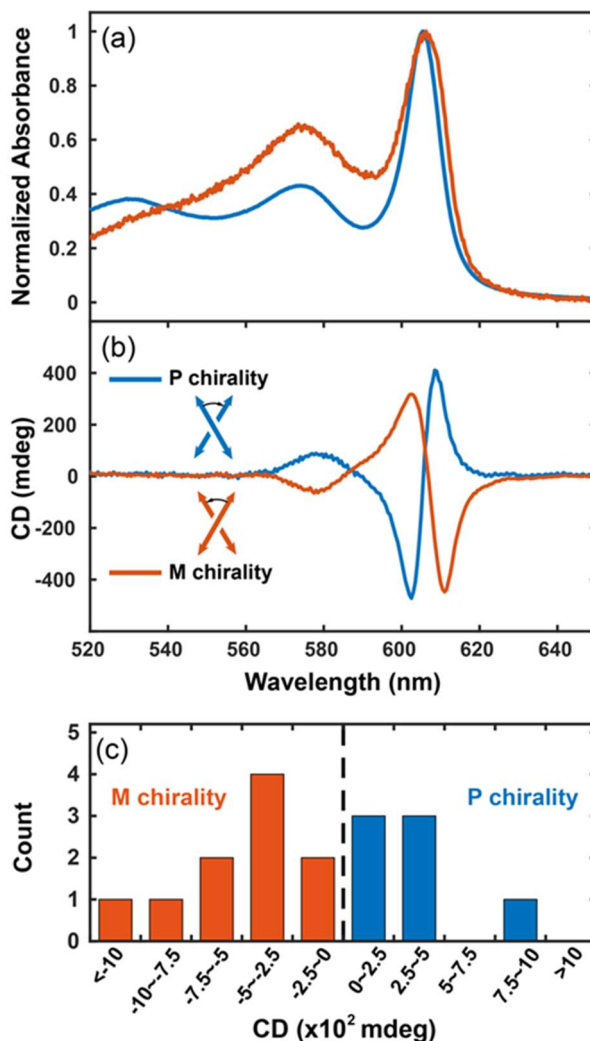 (a)
Normalized Absorbance
1
0.8
0.6
0.4
0.2
0
(b)
CD (mdeg)
400
200
0
-200
-400
P chirality
M chirality
520 540 560 580 600 620 640
Wavelength (nm)
(c)
Count
5
4
3
2
1
0
M chirality
P chirality
<-10 -10~-7.5 -7.5~-5 -5~-2.5 -2.5~0 0~2.5 2.5~5 5~7.5 7.5~10 >10
CD (x10² mdeg)